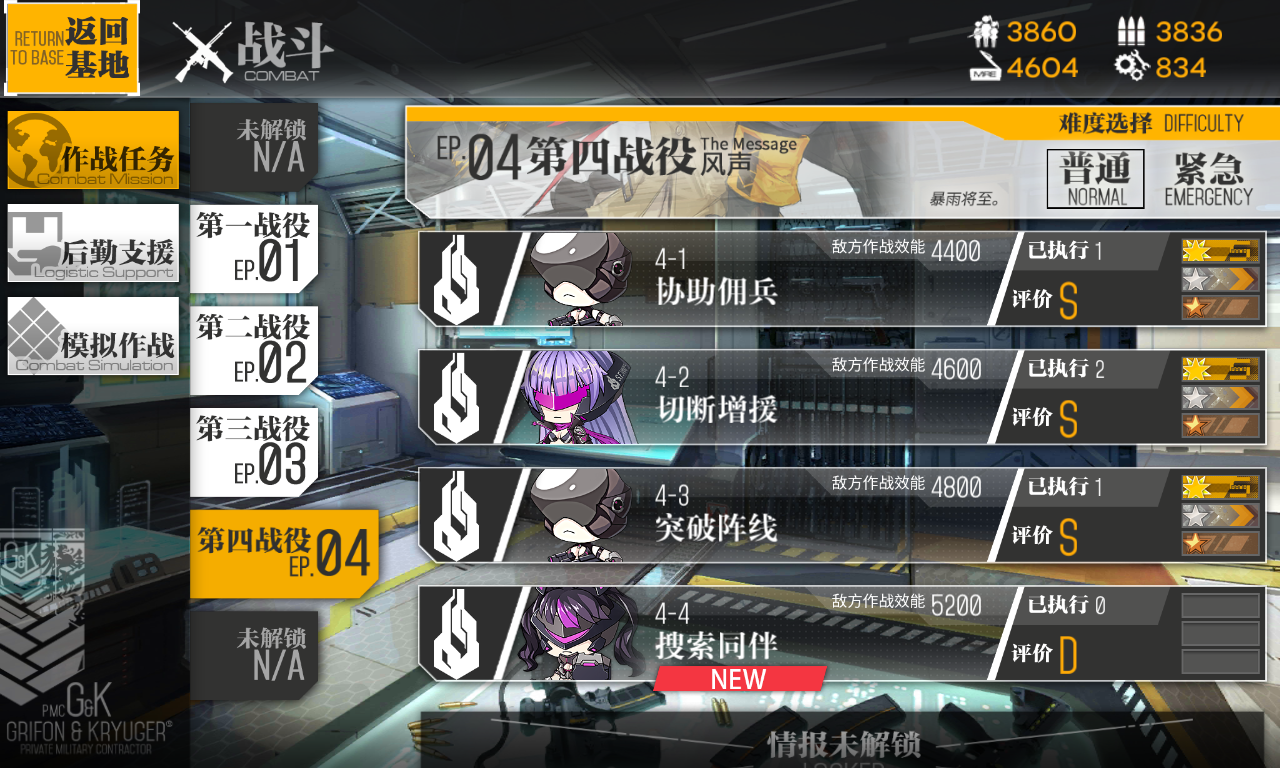 RETURN
TO BASE
返回
基地
战斗
COMBAT
3860
3836
4604
834
MRE
作战任务
Combat Mission
后勤支援
Logistic Support
模拟作战
Combat Simulation
未解锁
N/A
第一战役
EP.01
第二战役
EP.02
第三战役
EP.03
第四战役
EP.04
未解锁
N/A
难度选择 DIFFICULTY
EP.04第四战役
The Message
风声
暴雨将至。
普通
NORMAL
紧急
EMERGENCY
4-1
协助佣兵
敌方作战效能 4400
已执行 1
评价 S
4-2
切断增援
敌方作战效能 4600
已执行 2
评价 S
4-3
突破阵线
敌方作战效能 4800
已执行 1
评价 S
4-4
搜索同伴
NEW
敌方作战效能 5200
已执行 0
评价 D
情报未解锁
LOCKED
G&K
PMC G&K
GRIFON & KRYUGER®
PRIVATE MILITARY CONTRACTOR